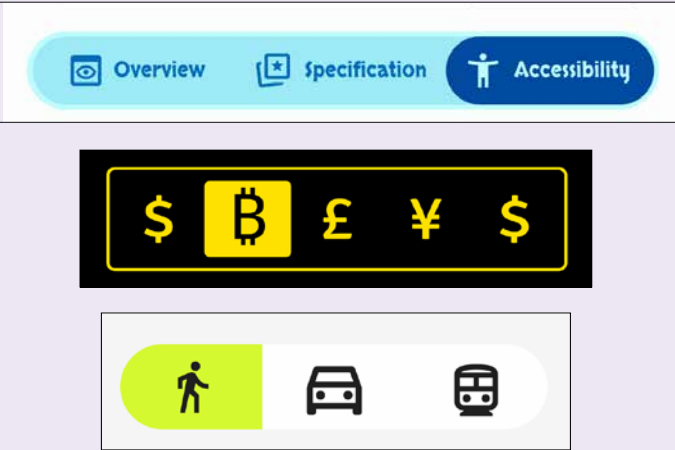 Overview Specification Accessibility
$ ₿ £ ¥ $